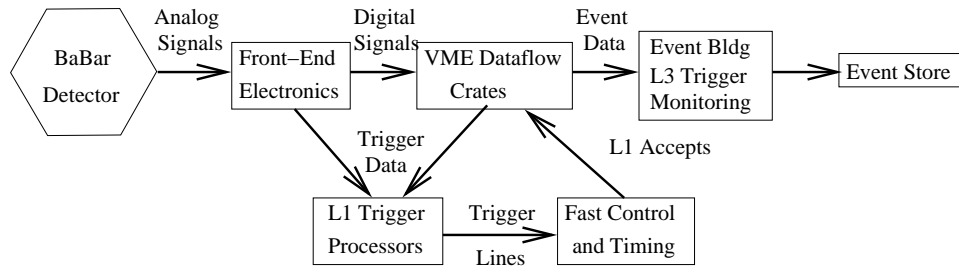 Analog
Signals
Digital
Signals
Event
Data
BaBar
Detector
Front−End
Electronics
VME Dataflow
Crates
Event Bldg
L3 Trigger
Monitoring
Event Store
Trigger
Data
L1 Accepts
L1 Trigger
Processors
Trigger
Lines
Fast Control
and Timing